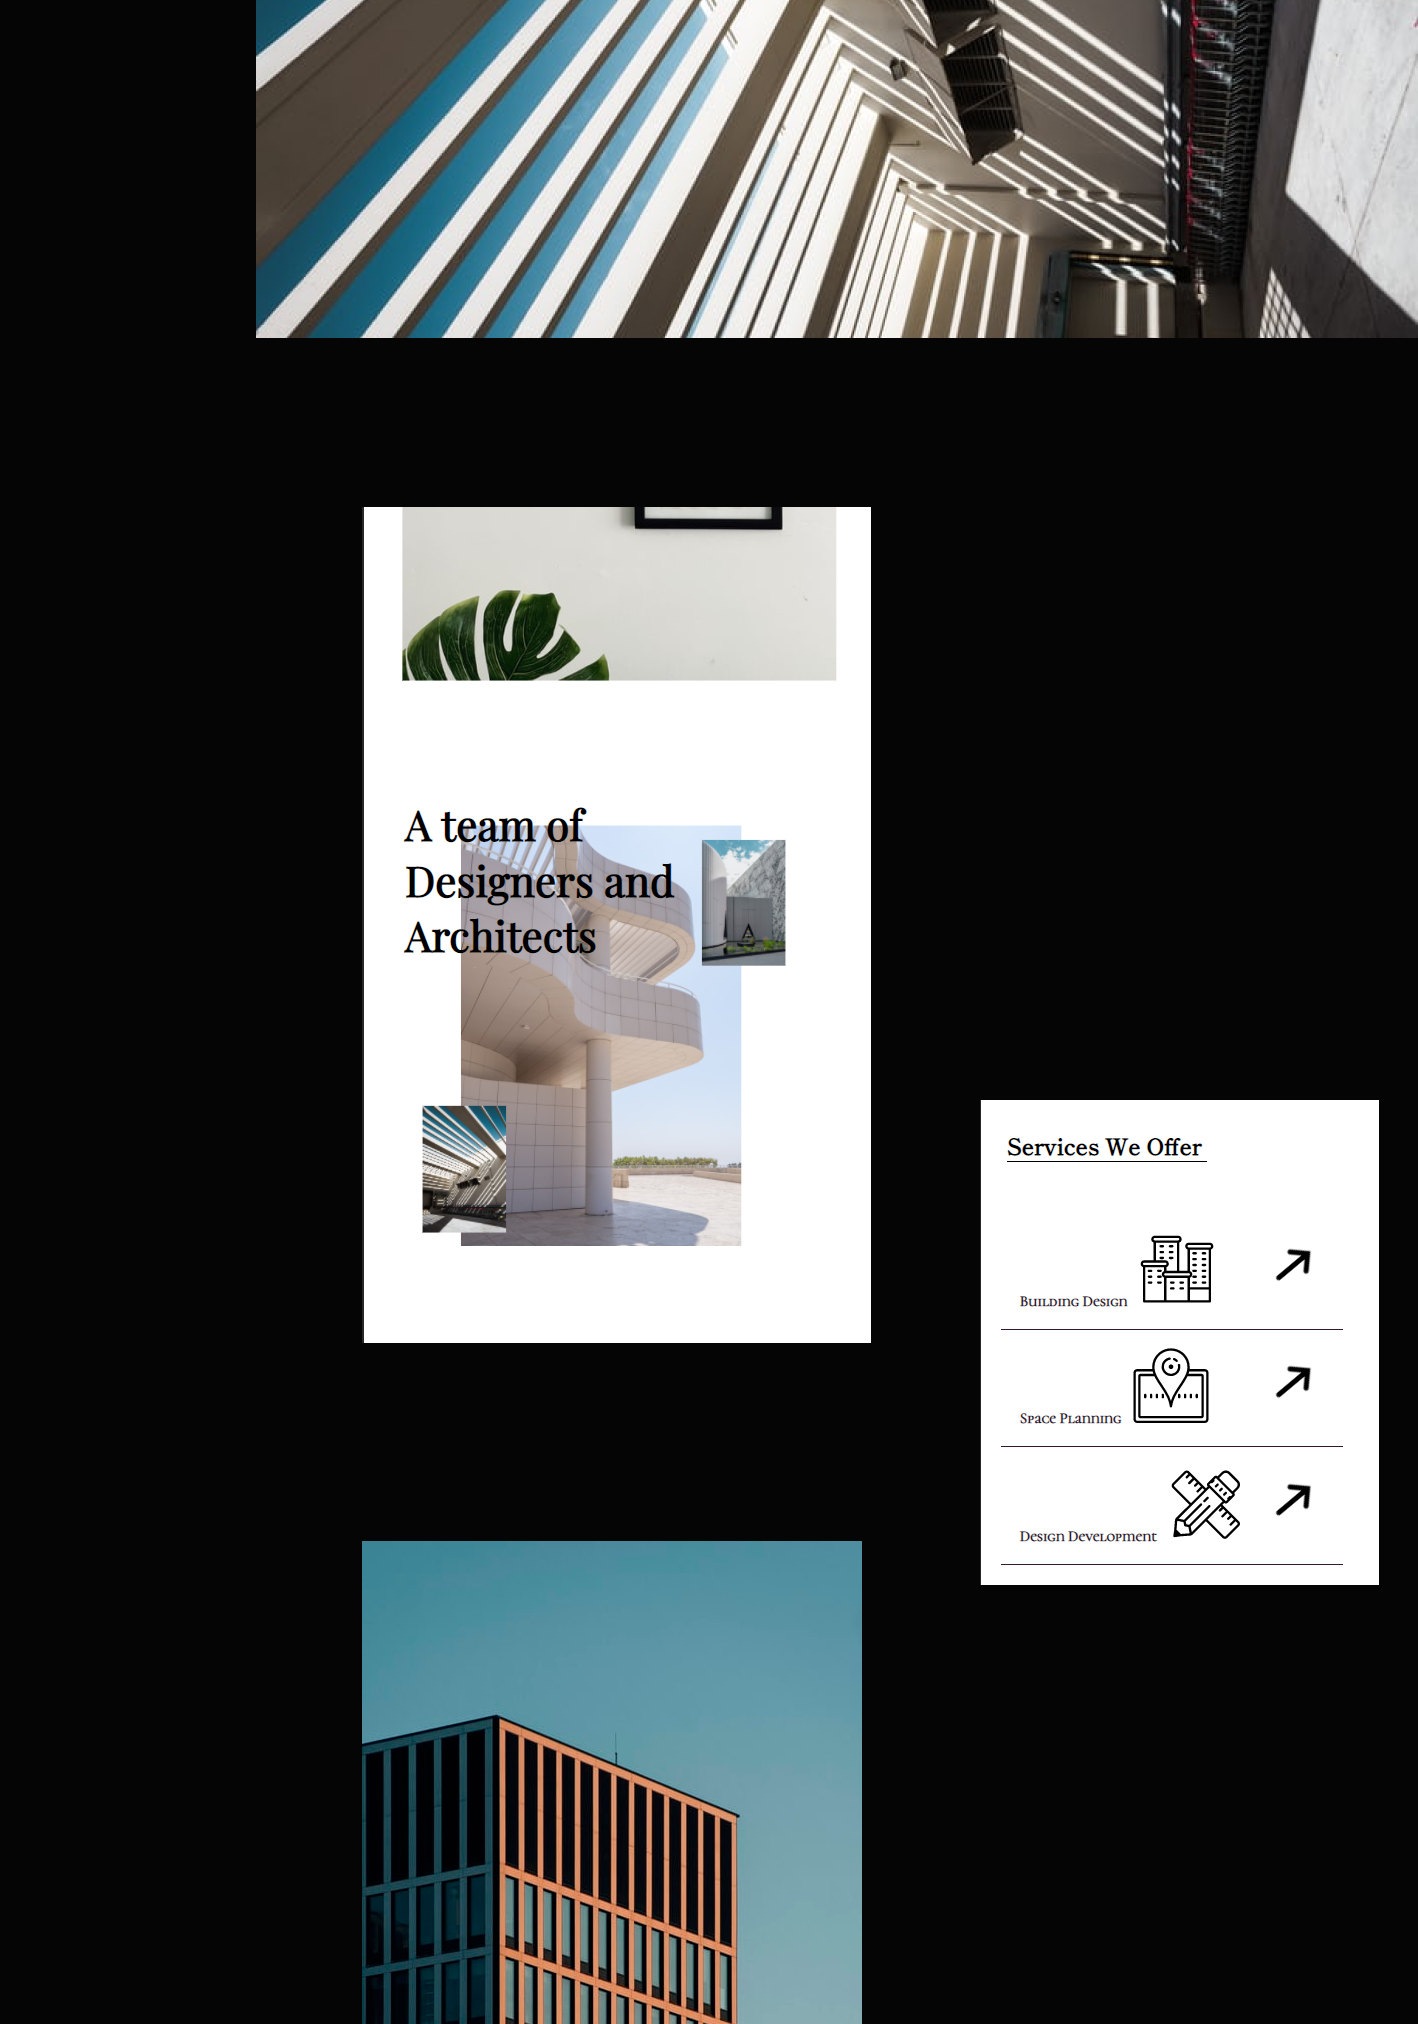 A team of
Designers and
Architects
Services We Offer
Building Design
Space Planning
Design Development